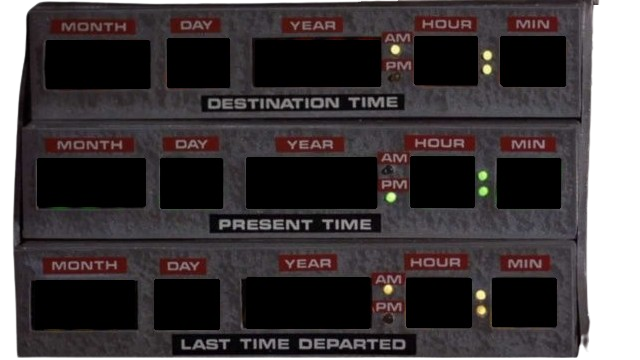 MONTH DAY YEAR AM HOUR MIN
PM
DESTINATION TIME
MONTH DAY YEAR AM HOUR MIN
PM
PRESENT TIME
MONTH DAY YEAR AM HOUR MIN
PM
LAST TIME DEPARTED